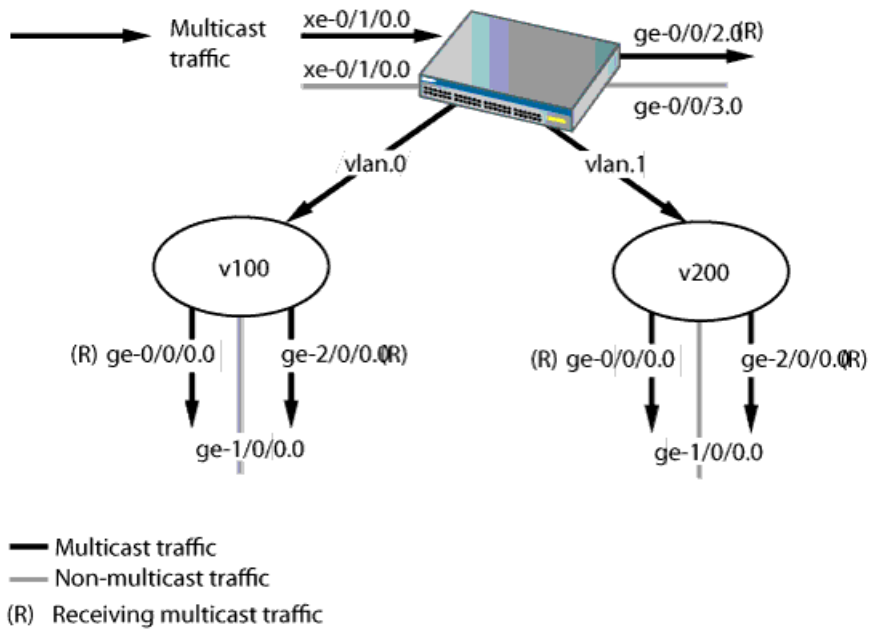 Multicast
traffic
xe-0/1/0.0
xe-0/1/0.0
ge-0/0/2.0(R)
ge-0/0/3.0
vlan.0
vlan.1
v100
v200
(R) ge-0/0/0.0
ge-2/0/0.0(R)
ge-1/0/0.0
(R) ge-0/0/0.0
ge-2/0/0.0(R)
ge-1/0/0.0
Multicast traffic
Non-multicast traffic
(R) Receiving multicast traffic